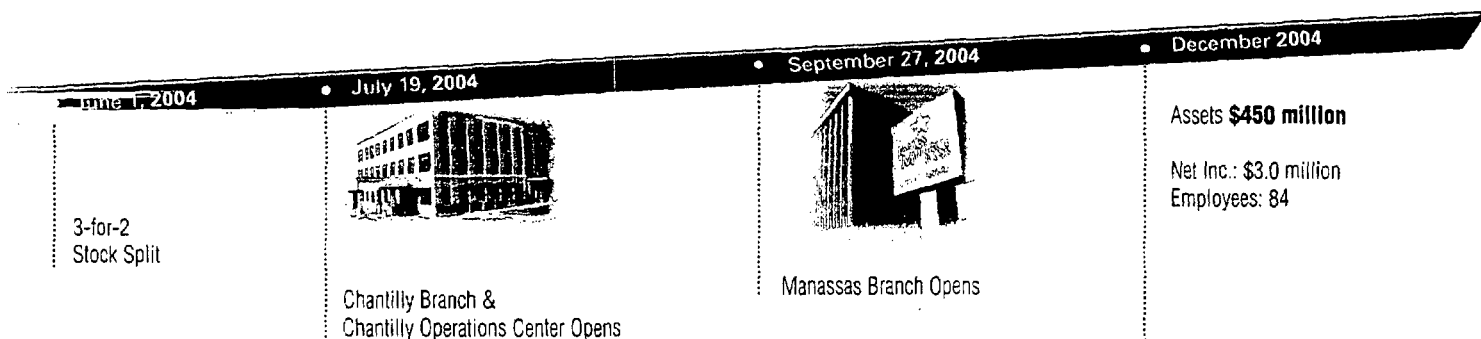 June 1, 2004
3-for-2
Stock Split
July 19, 2004
Chantilly Branch &
Chantilly Operations Center Opens
September 27, 2004
Manassas Branch Opens
December 2004
Assets $450 million
Net Inc.: $3.0 million
Employees: 84